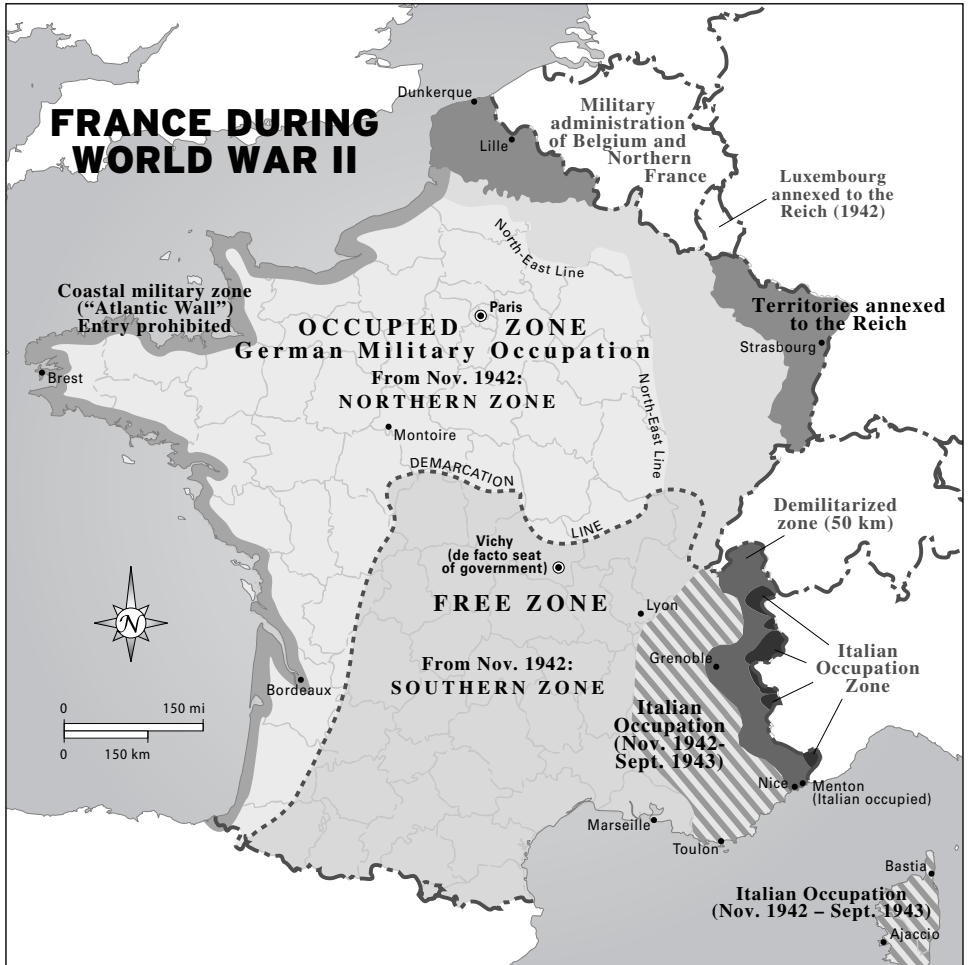 FRANCE DURING
WORLD WAR II
Dunkerque
Lille
Military
administration
of Belgium and
Northern
France
Luxembourg
annexed to the
Reich (1942)
North-East Line
Coastal military zone
(“Atlantic Wall”)
Entry prohibited
Paris
Territories annexed
to the Reich
Strasbourg
OCCUPIED ZONE
German Military Occupation
From Nov. 1942:
NORTHERN ZONE
Brest
North-East Line
Montoire
DEMARCATION
LINE
Demilitarized
zone (50 km)
Vichy
(de facto seat
of government)
FREE ZONE
Lyon
N
From Nov. 1942:
SOUTHERN ZONE
Grenoble
Italian
Occupation
Zone
Bordeaux
0 150 mi
0 150 km
Italian
Occupation
(Nov. 1942-
Sept. 1943)
Nice
Menton
(Italian occupied)
Marseille
Toulon
Bastia
Italian Occupation
(Nov. 1942 – Sept. 1943)
Ajaccio